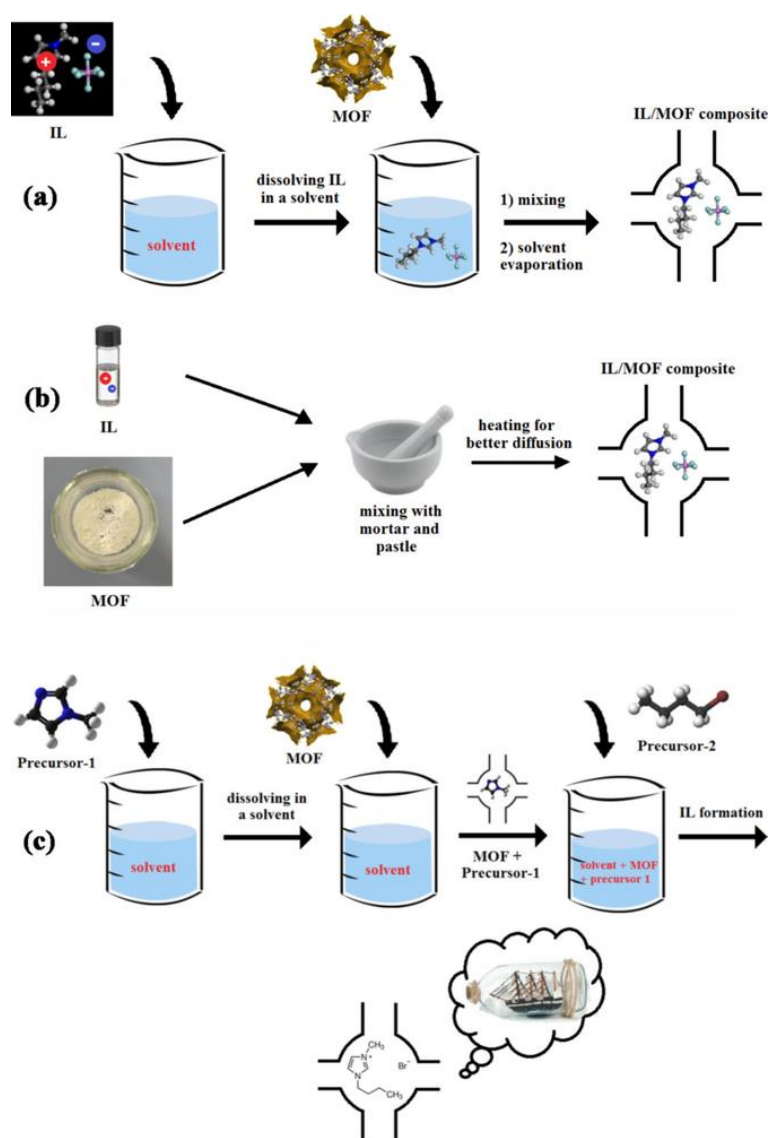 IL
MOF
IL/MOF composite
(a)
solvent
dissolving IL
in a solvent
1) mixing
2) solvent
evaporation
(b)
IL
MOF
mixing with
mortar and
pastle
heating for
better diffusion
IL/MOF composite
Precursor-1
MOF
Precursor-2
(c)
solvent
dissolving in
a solvent
solvent
MOF +
Precursor-1
solvent + MOF
+ precursor 1
IL formation
CH₃
N
+
Br⁻
N
CH₃